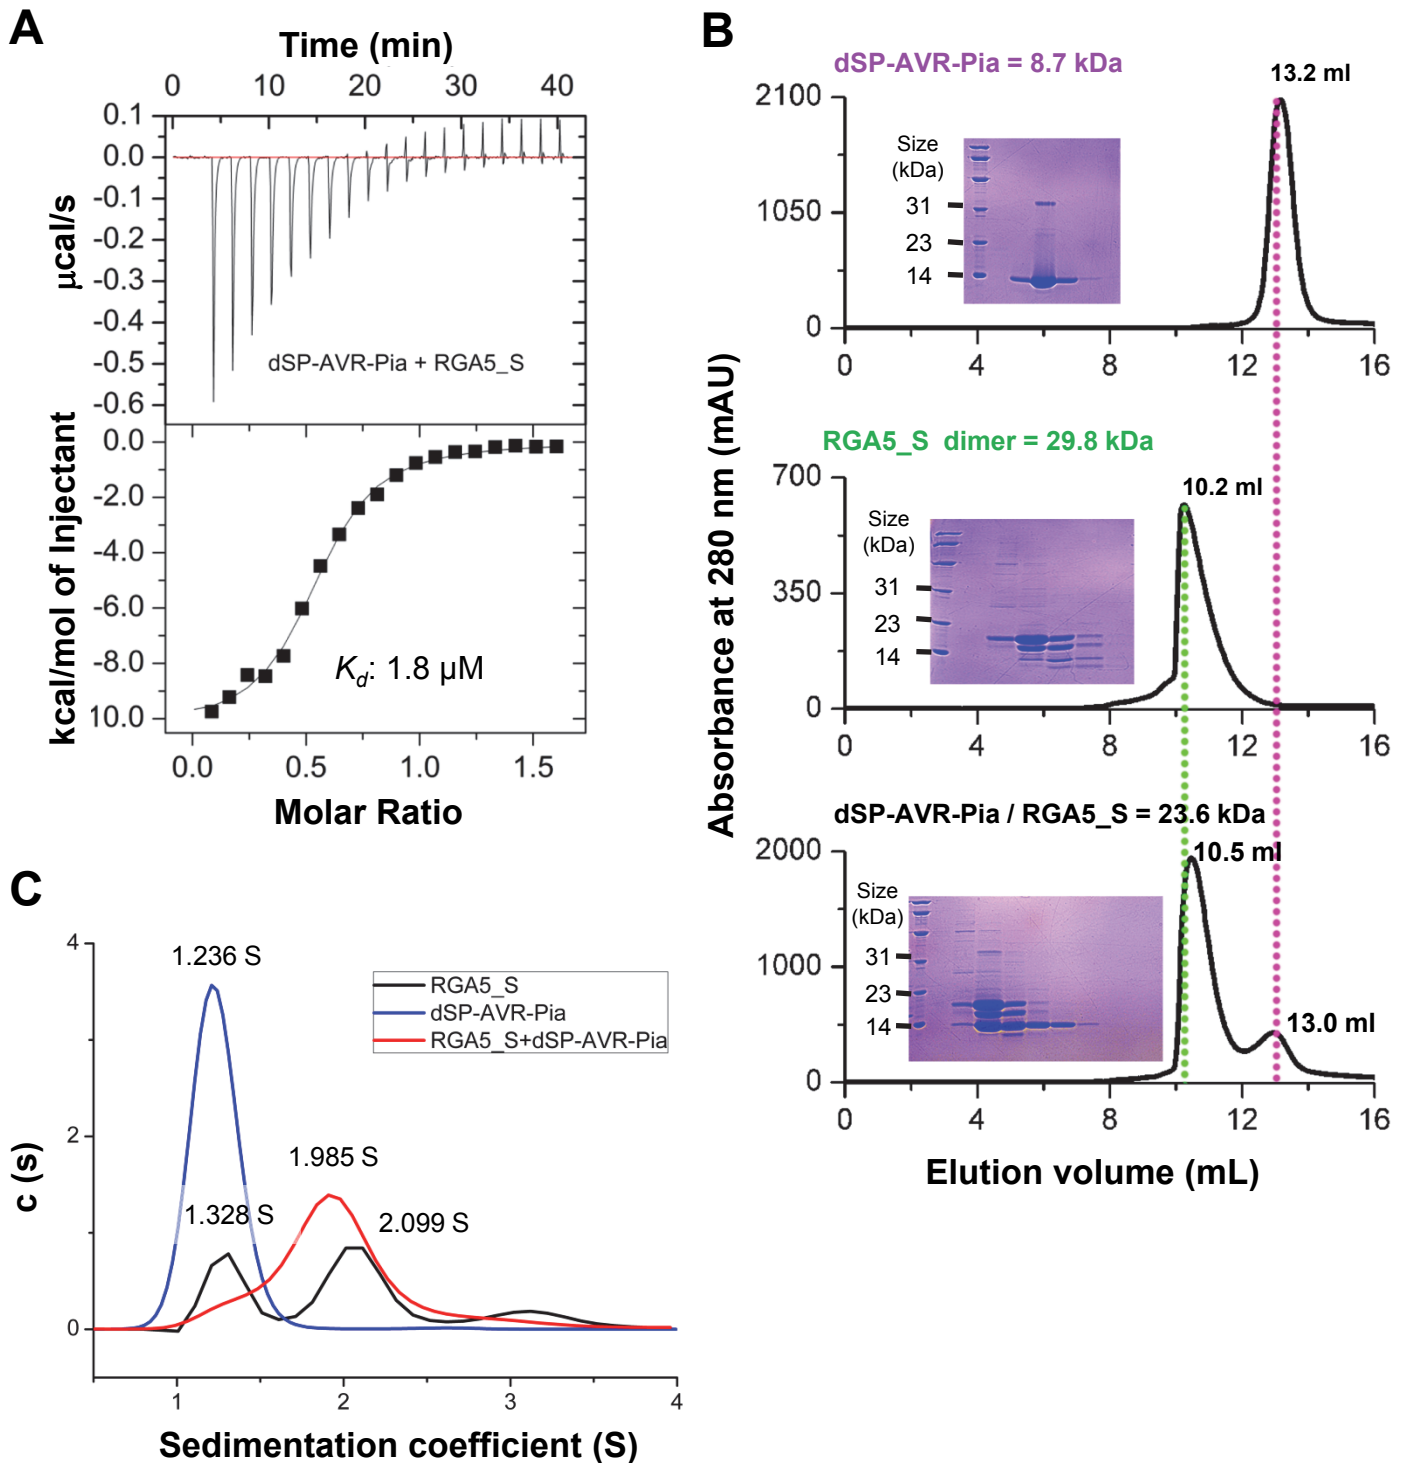 A
Time (min)
0 10 20 30 40
0.1
0.0
-0.1
-0.2
-0.3
-0.4
-0.5
-0.6
µcal/s
dSP-AVR-Pia + RGA5_S
0.0
-2.0
-4.0
-6.0
-8.0
10.0
kcal/mol of Injectant
Kd: 1.8 µM
0.0 0.5 1.0 1.5
Molar Ratio
B
dSP-AVR-Pia = 8.7 kDa
13.2 ml
2100
1050
0
Size
(kDa)
31
23
14
0 4 8 12 16
Absorbance at 280 nm (mAU)
RGA5_S dimer = 29.8 kDa
10.2 ml
700
350
0
Size
(kDa)
31
23
14
0 4 8 12 16
dSP-AVR-Pia / RGA5_S = 23.6 kDa
10.5 ml
2000
1000
0
Size
(kDa)
31
23
14
13.0 ml
0 4 8 12 16
Elution volume (mL)
C
4
2
0
c (s)
1.236 S
1.985 S
1.328 S
2.099 S
RGA5_S
dSP-AVR-Pia
RGA5_S+dSP-AVR-Pia
1 2 3 4
Sedimentation coefficient (S)